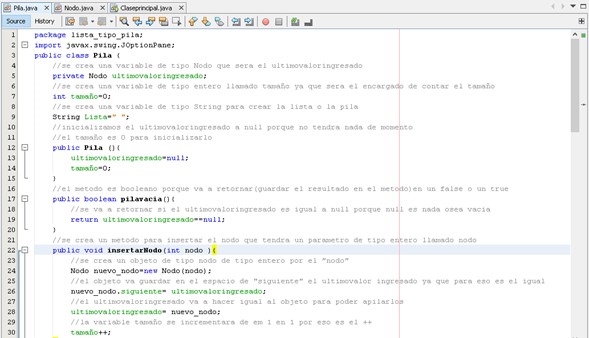 Pila.java Nodo.java Claseprincipal.java
Source History
1 package lista_tipo_pila;
2 import javax.swing.JOptionPane;
3 public class Pila {
4 //se crea una variable de tipo Nodo que sera el ultimovaloringresado
5 private Nodo ultimovaloringresado;
6 //se crea una variable de tipo entero llamado tamaño ya que sera el encargado de contar el tamaño
7 int tamaño=0;
8 //se crea una variable de tipo String para crear la lista o la pila
9 String Lista=" ";
10 //inicializamos el ultimovaloringresado a null porque no tendra nada de momento
11 //el tamaño es 0 para inicializarlo
12 public Pila (){
13 ultimovaloringresado=null;
14 tamaño=0;
15 }
16 //el metodo es booleano porque va a retornar(guardar el resultado en el metodo)en un false o un true
17 public boolean pilavacia(){
18 //se va a retornar si el ultimovaloringresado es igual a null porque null es nada osea vacia
19 return ultimovaloringresado==null;
20 }
21 //se crea un metodo para insertar el nodo que tendra un parametro de tipo entero llamado nodo
22 public void insertarNodo(int nodo ){
23 //se crea un objeto de tipo nodo de tipo entero por el "nodo"
24 Nodo nuevo_nodo=new Nodo(nodo);
25 //el objeto va guardar en el espacio de "siguiente" el ultimovalor ingresado ya que para eso es el igual
26 nuevo_nodo.siguiente= ultimovaloringresado;
27 //el ultimovaloringresado va a hacer igual al objeto para poder apilarlos
28 ultimovaloringresado= nuevo_nodo;
29 //la variable tamaño se incrementara de em 1 en 1 por eso es el ++
30 tamaño++;